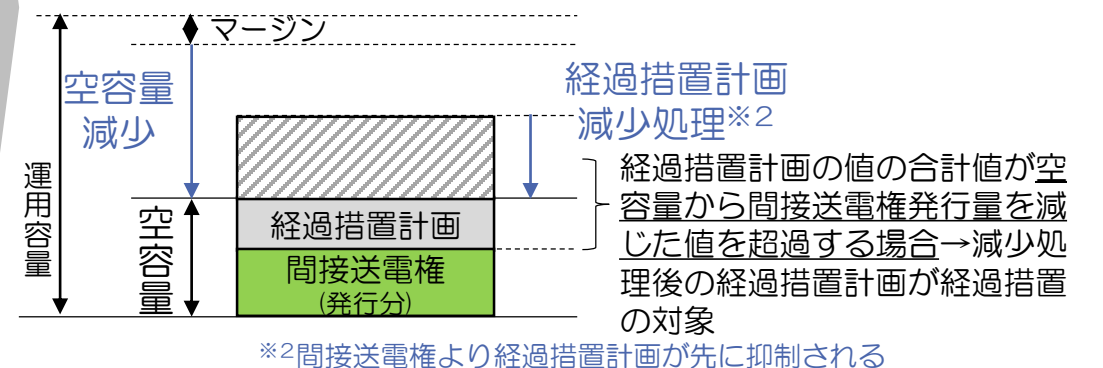 マージン
空容量
減少
経過措置計画
減少処理※2
運用容量
空容量
経過措置計画
間接送電権
(発行分)
経過措置計画の値の合計値が空
容量から間接送電権発行量を減
じた値を超過する場合→減少処
理後の経過措置計画が経過措置
の対象
※2間接送電権より経過措置計画が先に抑制される